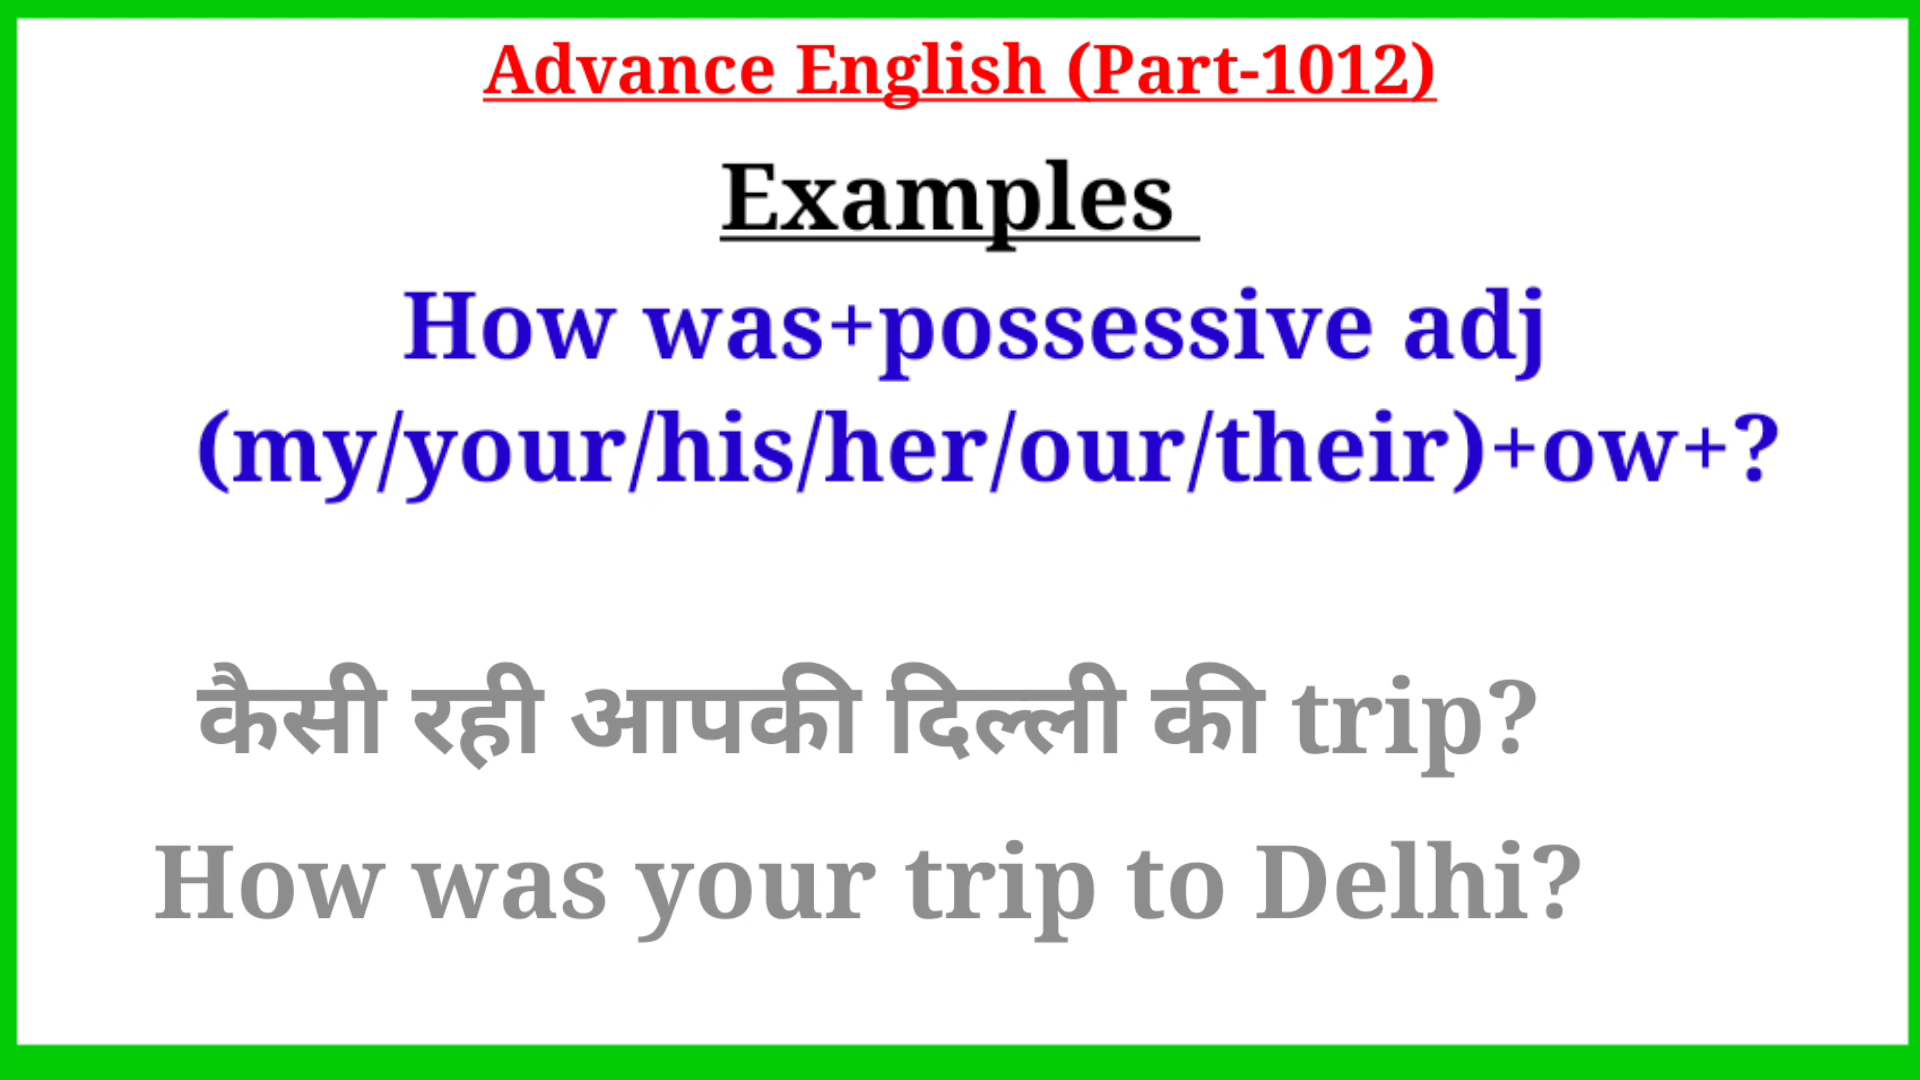 Advance English (Part-1012)
Examples
How was+possessive adj
(my/your/his/her/our/their)+ow+?
कैसी रही आपकी दिल्ली की trip?
How was your trip to Delhi?